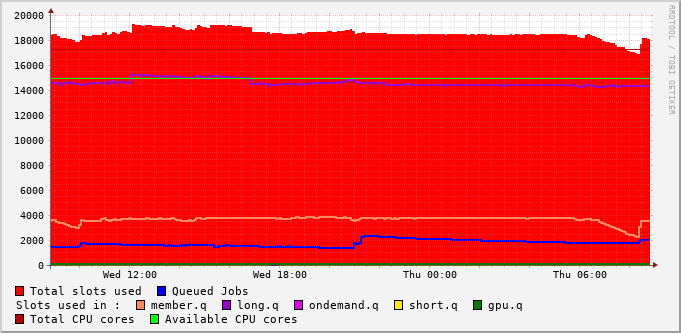 20000
18000
16000
14000
12000
10000
8000
6000
4000
2000
0
Wed 12:00 Wed 18:00 Thu 00:00 Thu 06:00
Total slots used Queued Jobs
Slots used in : member.q long.q ondemand.q short.q gpu.q
Total CPU cores Available CPU cores
RRDTOOL / TOBI OETIKER